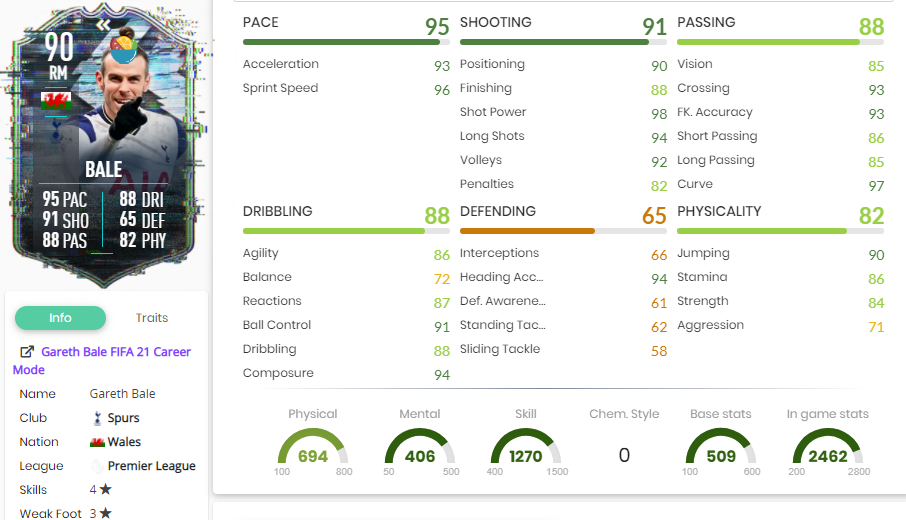 90
RM
BALE
95 PAC 88 DRI
91 SHO 65 DEF
88 PAS 82 PHY
Info Traits
Gareth Bale FIFA 21 Career
Mode
Name Gareth Bale
Club Spurs
Nation Wales
League Premier League
Skills 4★
Weak Foot 3★
PACE 95
Acceleration 93
Sprint Speed 96
SHOOTING 91
Positioning 90
Finishing 88
Shot Power 98
Long Shots 94
Volleys 92
Penalties 82
PASSING 88
Vision 85
Crossing 93
FK. Accuracy 93
Short Passing 86
Long Passing 85
Curve 97
DRIBBLING 88
Agility 86
Balance 72
Reactions 87
Ball Control 91
Dribbling 88
Composure 94
DEFENDING 65
Interceptions 66
Heading Acc... 94
Def. Awarene... 61
Standing Tac... 62
Sliding Tackle 58
PHYSICALITY 82
Jumping 90
Stamina 86
Strength 84
Aggression 71
Physical Mental Skill Chem. Style Base stats In game stats
694 406 1270 0 509 2462
100 800 50 500 400 1500 100 600 200 2800